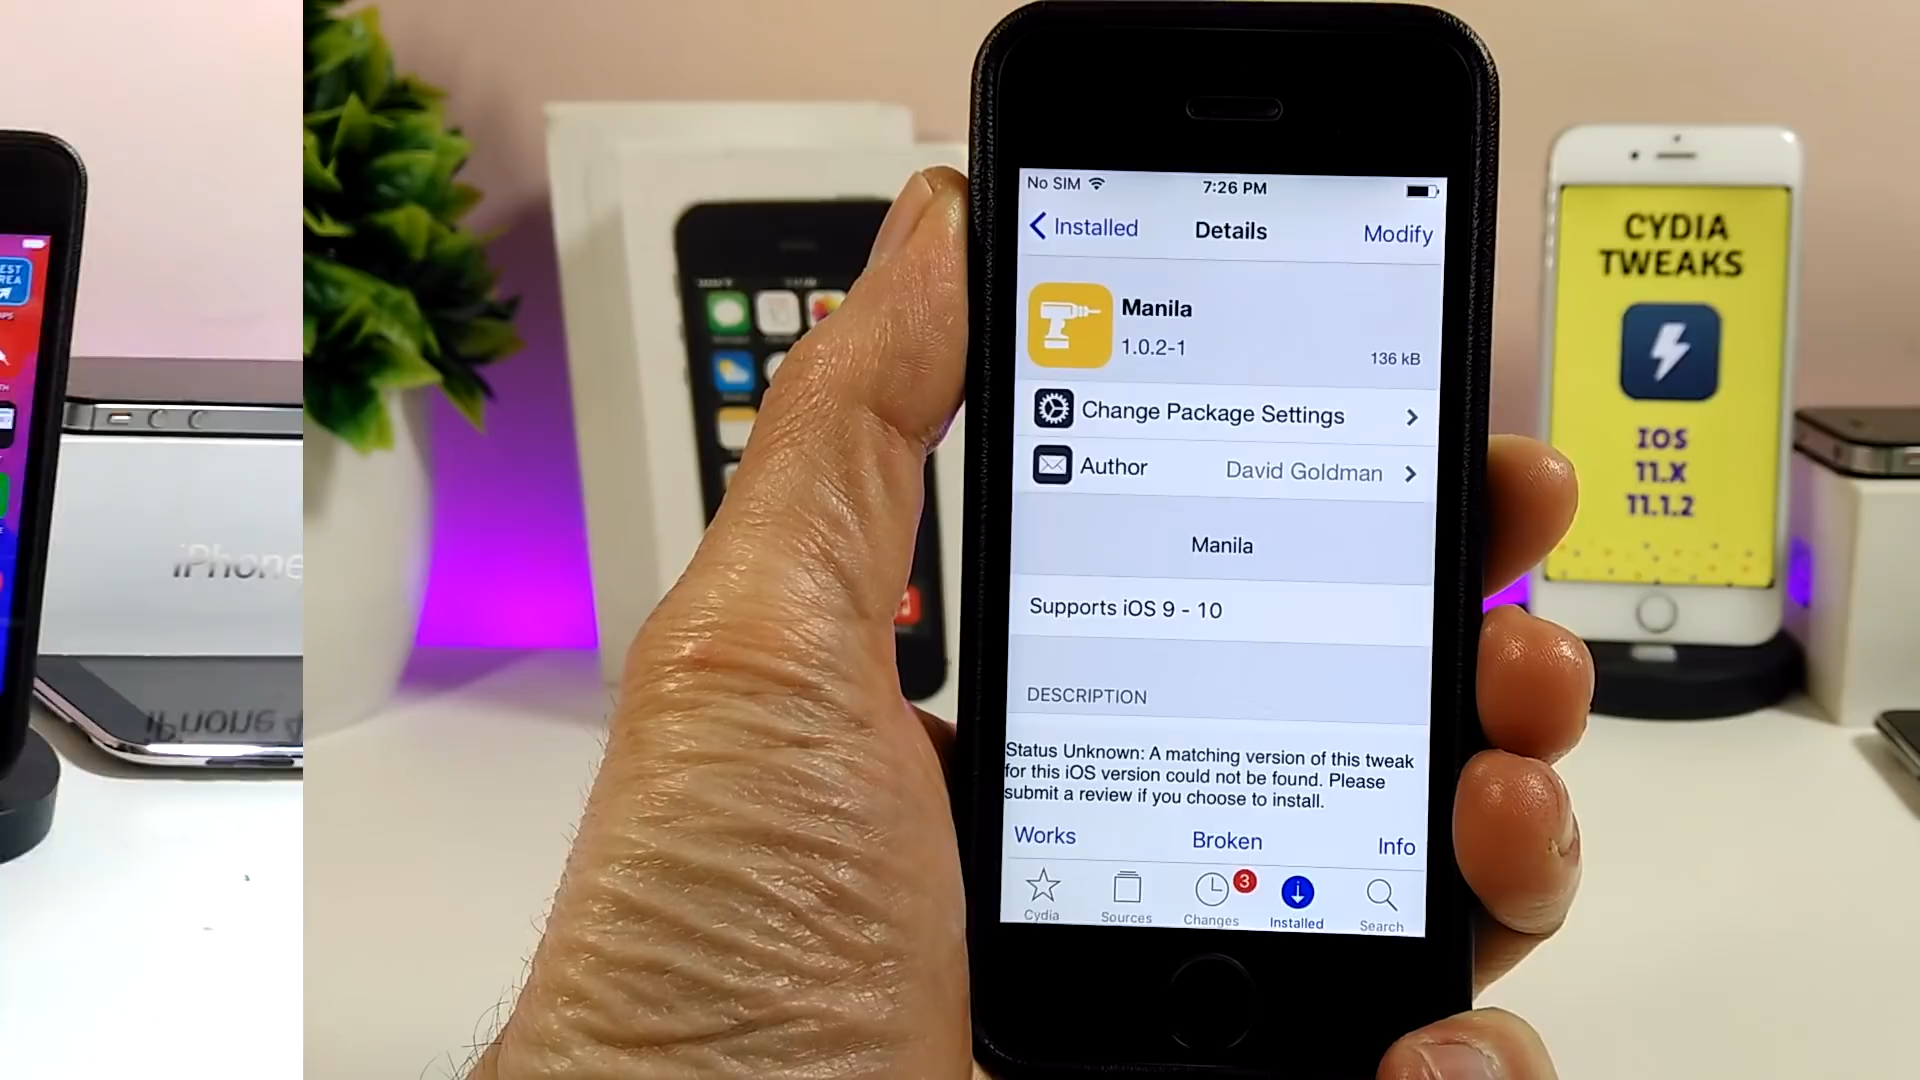 EST
REA
iPhone
iPhone 4
No SIM
7:26 PM
Installed
Details
Modify
Manila
1.0.2-1
136 kB
Change Package Settings
Author
David Goldman
Manila
Supports iOS 9 - 10
DESCRIPTION
Status Unknown: A matching version of this tweak
for this iOS version could not be found. Please
submit a review if you choose to install.
Works
Broken
Info
3
Cydia
Sources
Changes
Installed
Search
CYDIA
TWEAKS
IOS
11.X
11.1.2